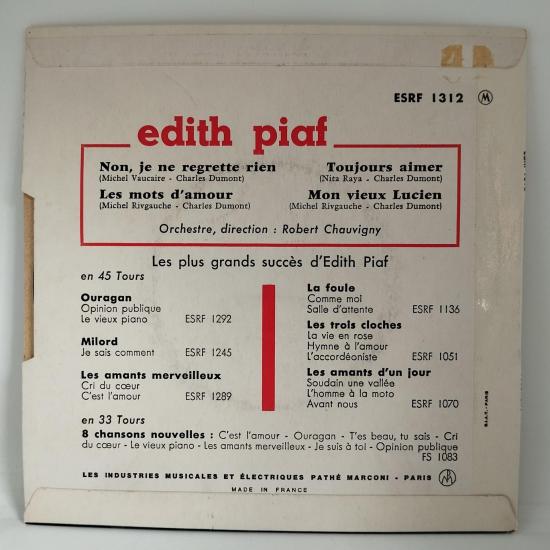 ESRF 1312 M
edith piaf
Non, je ne regrette rien
(Michel Vaucaire - Charles Dumont)
Toujours aimer
(Nita Raya - Charles Dumont)
Les mots d'amour
(Michel Rivgauche - Charles Dumont)
Mon vieux Lucien
(Michel Rivgauche - Charles Dumont)
Orchestre, direction : Robert Chauvigny
Les plus grands succès d'Edith Piaf
en 45 Tours
Ouragan
Opinion publique
Le vieux piano ESRF 1292
Milord
Je sais comment ESRF 1245
Les amants merveilleux
Cri du cœur
C'est l'amour ESRF 1289
La foule
Comme moi
Salle d'attente ESRF 1136
Les trois cloches
La vie en rose
Hymne à l'amour
L'accordéoniste ESRF 1051
Les amants d'un jour
Soudain une vallée
L'homme à la moto
Avant nous ESRF 1070
en 33 Tours
8 chansons nouvelles : C'est l'amour - Ouragan - T'es beau, tu sais - Cri
du cœur - Le vieux piano - Les amants merveilleux - Je suis à toi - Opinion publique
FS 1083
LES INDUSTRIES MUSICALES ET ÉLECTRIQUES PATHÉ MARCONI - PARIS
MADE IN FRANCE